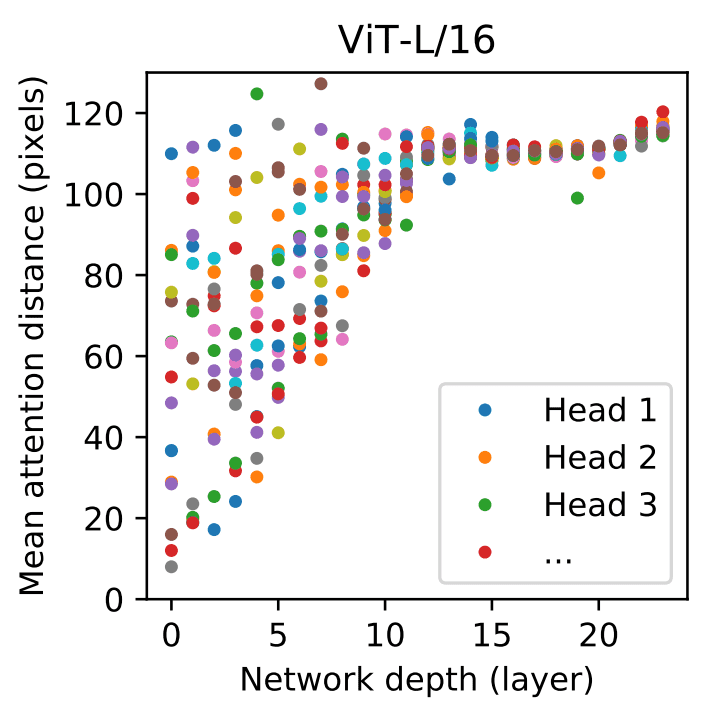 ViT-L/16
Mean attention distance (pixels)
120
100
80
60
40
20
0
Head 1
Head 2
Head 3
...
0 5 10 15 20
Network depth (layer)